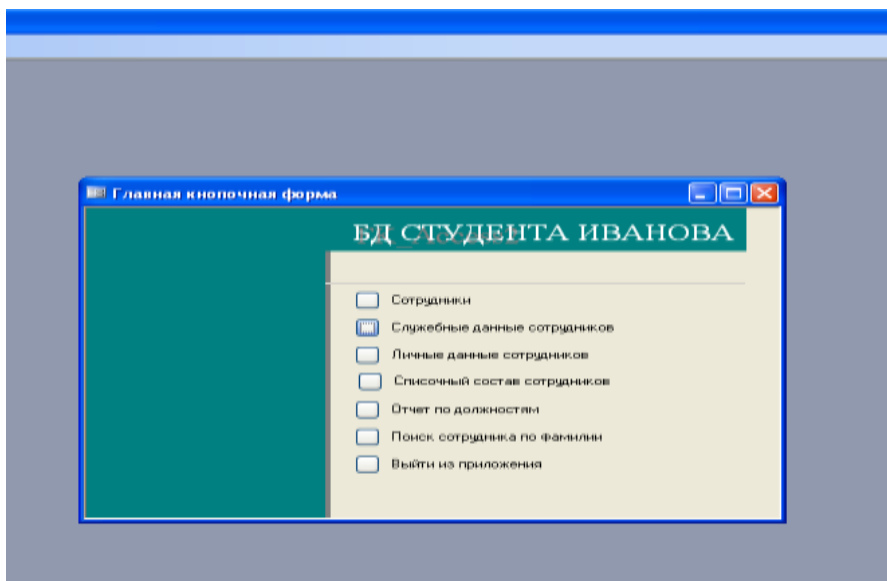 Главная кнопочная форма
БД СТУДЕНТА ИВАНОВА
Сотрудники
Служебные данные сотрудников
Личные данные сотрудников
Списочный состав сотрудников
Отчет по должностям
Поиск сотрудника по фамилии
Выйти из приложения